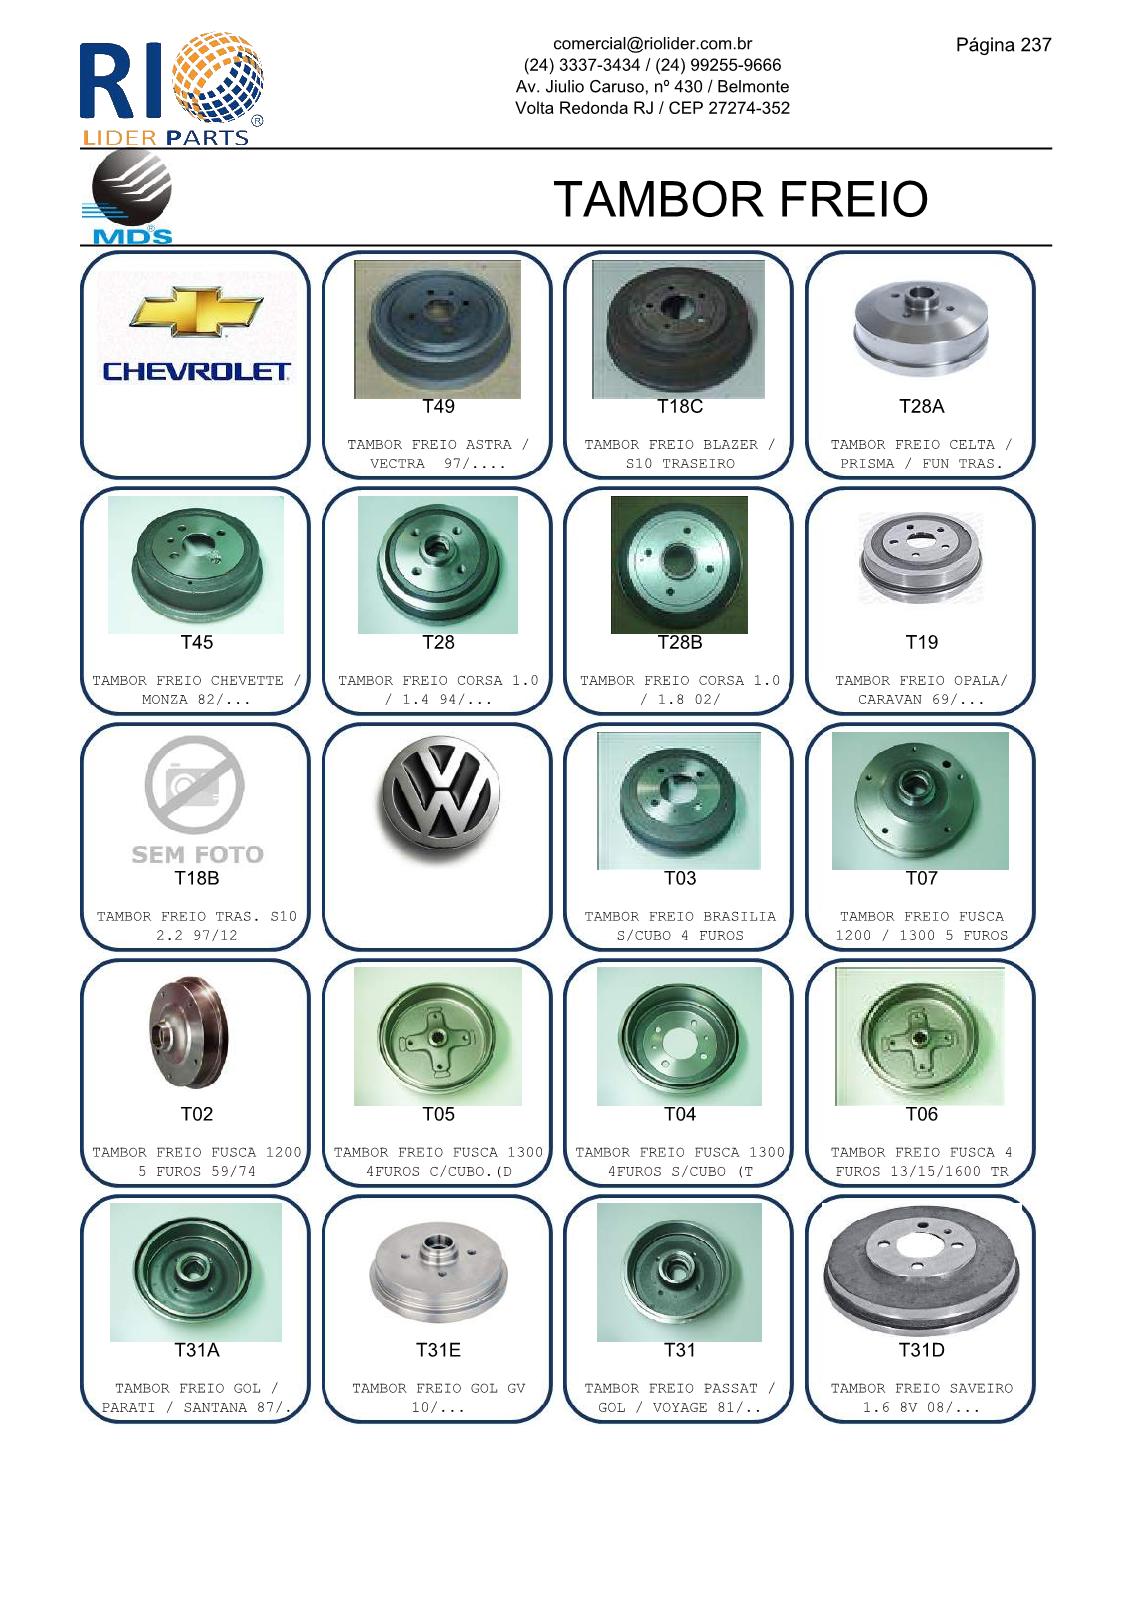 RIO
LIDER PARTS
comercial@riolider.com.br
(24) 3337-3434 / (24) 99255-9666
Av. Jiulio Caruso, nº 430 / Belmonte
Volta Redonda RJ / CEP 27274-352
Página 237
MDS
TAMBOR FREIO
CHEVROLET
T49
TAMBOR FREIO ASTRA /
VECTRA  97/....
T18C
TAMBOR FREIO BLAZER /
S10 TRASEIRO
T28A
TAMBOR FREIO CELTA /
PRISMA / FUN TRAS.
T45
TAMBOR FREIO CHEVETTE /
MONZA 82/...
T28
TAMBOR FREIO CORSA 1.0
/ 1.4 94/...
T28B
TAMBOR FREIO CORSA 1.0
/ 1.8 02/
T19
TAMBOR FREIO OPALA/
CARAVAN 69/...
SEM FOTO
T18B
TAMBOR FREIO TRAS. S10
2.2 97/12
T03
TAMBOR FREIO BRASILIA
S/CUBO 4 FUROS
T07
TAMBOR FREIO FUSCA
1200 / 1300 5 FUROS
T02
TAMBOR FREIO FUSCA 1200
5 FUROS 59/74
T05
TAMBOR FREIO FUSCA 1300
4FUROS C/CUBO.(D
T04
TAMBOR FREIO FUSCA 1300
4FUROS S/CUBO (T
T06
TAMBOR FREIO FUSCA 4
FUROS 13/15/1600 TR
T31A
TAMBOR FREIO GOL /
PARATI / SANTANA 87/.
T31E
TAMBOR FREIO GOL GV
10/...
T31
TAMBOR FREIO PASSAT /
GOL / VOYAGE 81/..
T31D
TAMBOR FREIO SAVEIRO
1.6 8V 08/...